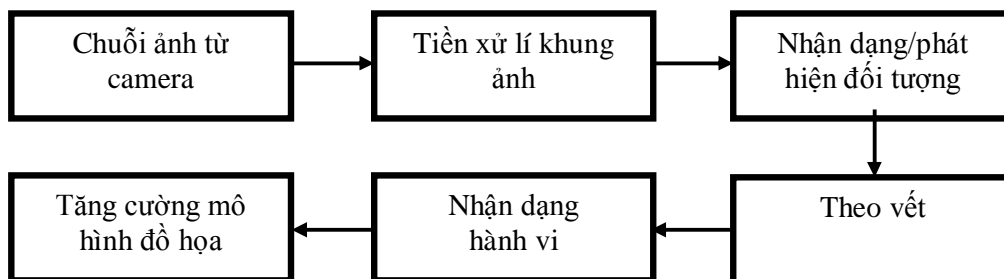 Chuỗi ảnh từ
camera
Tiền xử lí khung
ảnh
Nhận dạng/phát
hiện đối tượng
Theo vết
Nhận dạng
hành vi
Tăng cường mô
hình đồ họa